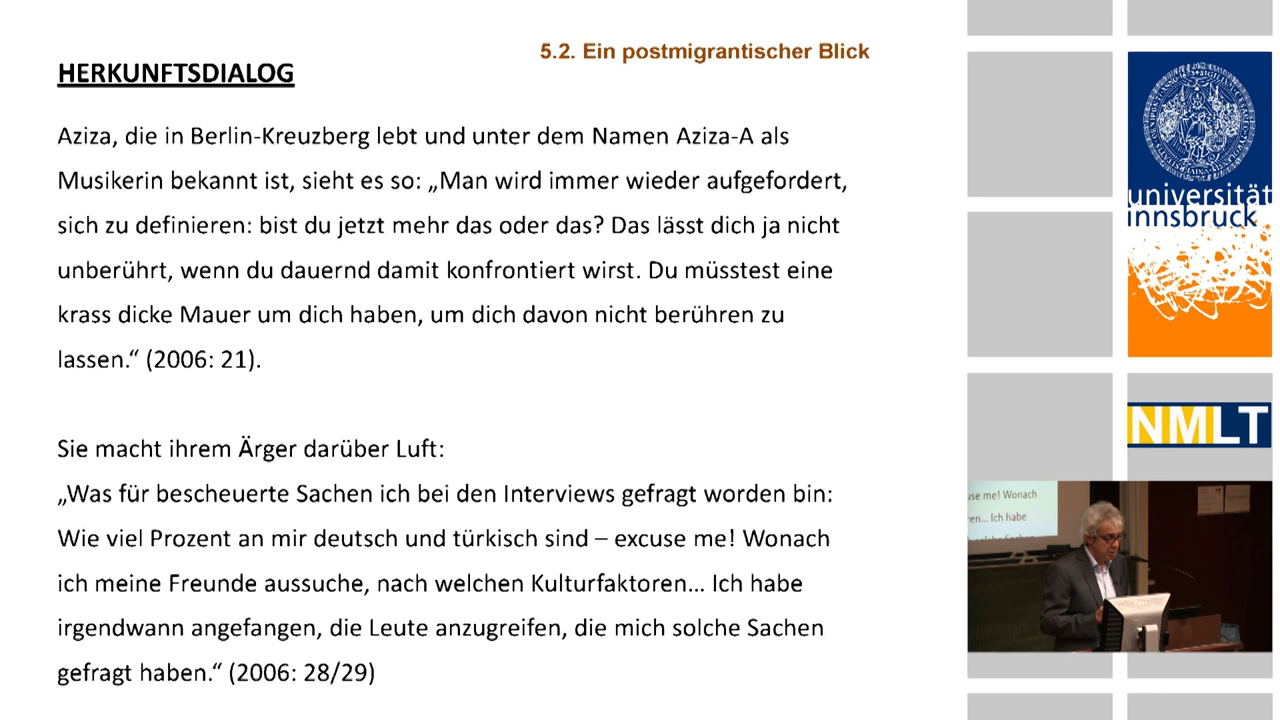 5.2. Ein postmigrantischer Blick
HERKUNFTSDIALOG
Aziza, die in Berlin-Kreuzberg lebt und unter dem Namen Aziza-A als
Musikerin bekannt ist, sieht es so: „Man wird immer wieder aufgefordert,
sich zu definieren: bist du jetzt mehr das oder das? Das lässt dich ja nicht
unberührt, wenn du dauernd damit konfrontiert wirst. Du müsstest eine
krass dicke Mauer um dich haben, um dich davon nicht berühren zu
lassen.“ (2006: 21).
Sie macht ihrem Ärger darüber Luft:
„Was für bescheuerte Sachen ich bei den Interviews gefragt worden bin:
Wie viel Prozent an mir deutsch und türkisch sind – excuse me! Wonach
ich meine Freunde aussuche, nach welchen Kulturfaktoren... Ich habe
irgendwann angefangen, die Leute anzugreifen, die mich solche Sachen
gefragt haben.“ (2006: 28/29)
universität
innsbruck
NMLT
use me! Wonach
ren... Ich habe